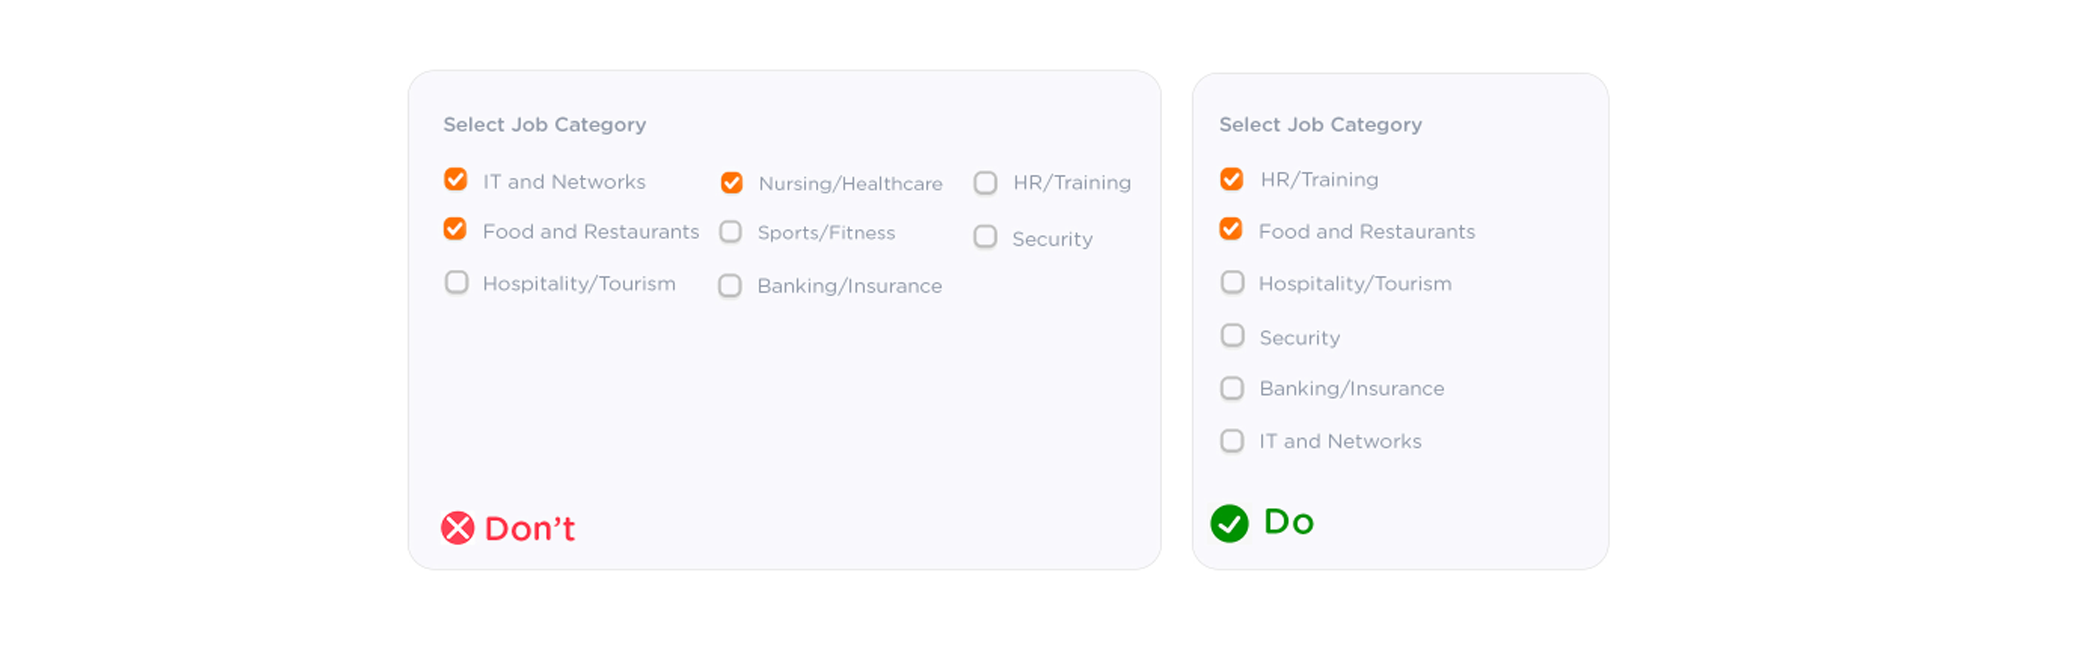 Select Job Category
IT and Networks
Nursing/Healthcare
HR/Training
Food and Restaurants
Sports/Fitness
Security
Hospitality/Tourism
Banking/Insurance
Don't
Select Job Category
HR/Training
Food and Restaurants
Hospitality/Tourism
Security
Banking/Insurance
IT and Networks
Do